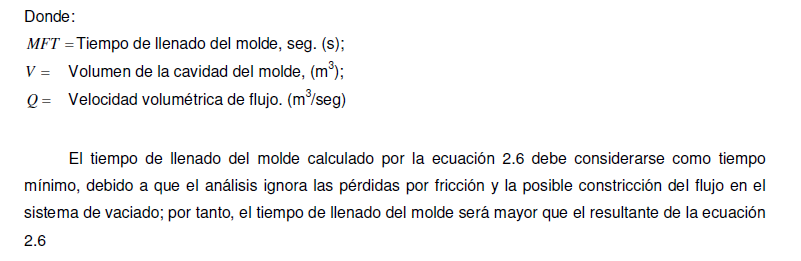 Donde:
MFT = Tiempo de llenado del molde, seg. (s);
V = Volumen de la cavidad del molde, (m³);
Q = Velocidad volumétrica de flujo. (m³/seg)
El tiempo de llenado del molde calculado por la ecuación 2.6 debe considerarse como tiempo
mínimo, debido a que el análisis ignora las pérdidas por fricción y la posible constricción del flujo en el
sistema de vaciado; por tanto, el tiempo de llenado del molde será mayor que el resultante de la ecuación
2.6